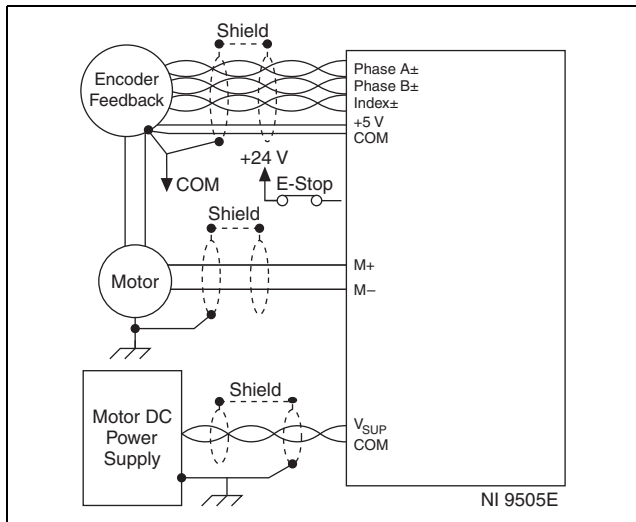 Shield
Encoder
Feedback
Phase A±
Phase B±
Index±
+5 V
COM
+24 V
COM
E-Stop
Shield
Motor
M+
M−
Shield
Motor DC
Power
Supply
VSUP
COM
NI 9505E